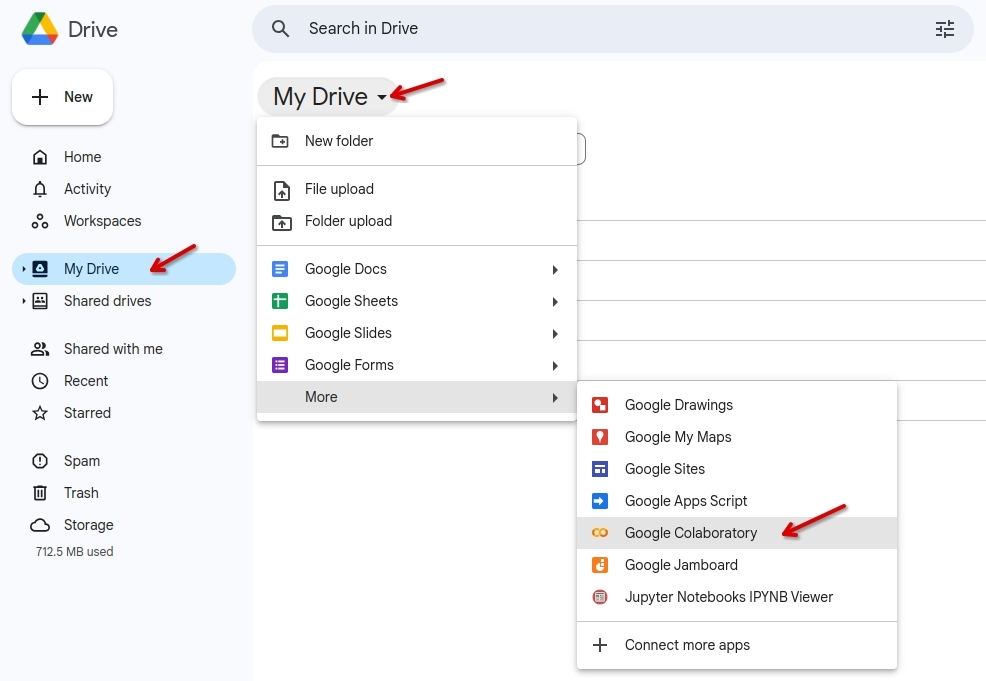 Drive
Search in Drive
New
My Drive
Home
Activity
Workspaces
My Drive
Shared drives
Shared with me
Recent
Starred
Spam
Trash
Storage
712.5 MB used
New folder
File upload
Folder upload
Google Docs
Google Sheets
Google Slides
Google Forms
More
Google Drawings
Google My Maps
Google Sites
Google Apps Script
Google Colaboratory
Google Jamboard
Jupyter Notebooks IPYNB Viewer
Connect more apps